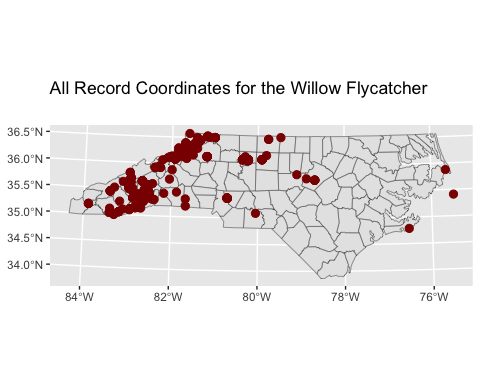 All Record Coordinates for the Willow Flycatcher
36.5°N
36.0°N
35.5°N
35.0°N
34.5°N
34.0°N
84°W 82°W 80°W 78°W 76°W